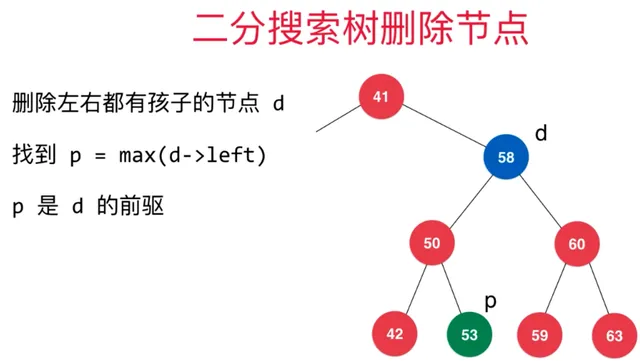 二分搜索树删除节点
删除左右都有孩子的节点 d
找到 p = max(d->left)
p 是 d 的前驱
41
d
58
50
60
p
42
53
59
63